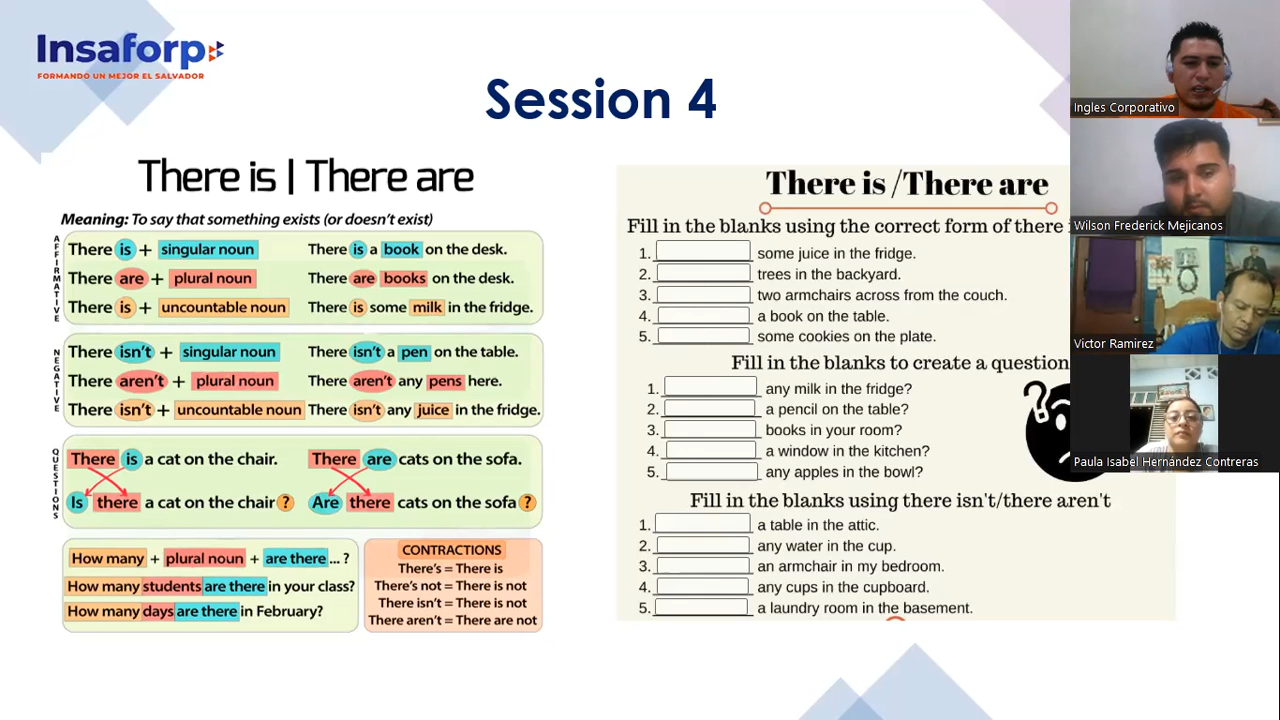 Insaforp
FORMANDO UN MEJOR EL SALVADOR
Session 4
There is | There are
Meaning: To say that something exists (or doesn't exist)
AFFIRMATIVE
There is + singular noun There is a book on the desk.
There are + plural noun There are books on the desk.
There is + uncountable noun There is some milk in the fridge.
NEGATIVE
There isn't + singular noun There isn't a pen on the table.
There aren't + plural noun There aren't any pens here.
There isn't + uncountable noun There isn't any juice in the fridge.
QUESTIONS
There is a cat on the chair. There are cats on the sofa.
Is there a cat on the chair? Are there cats on the sofa?
How many + plural noun + are there ... ?
How many students are there in your class?
How many days are there in February?
CONTRACTIONS
There's = There is
There's not = There is not
There isn't = There is not
There aren't = There are not
There is /There are
Fill in the blanks using the correct form of there
1. some juice in the fridge.
2. trees in the backyard.
3. two armchairs across from the couch.
4. a book on the table.
5. some cookies on the plate.
Fill in the blanks to create a question
1. any milk in the fridge?
2. a pencil on the table?
3. books in your room?
4. a window in the kitchen?
5. any apples in the bowl?
Fill in the blanks using there isn't/there aren't
1. a table in the attic.
2. any water in the cup.
3. an armchair in my bedroom.
4. any cups in the cupboard.
5. a laundry room in the basement.
Ingles Corporativo
Wilson Frederick Mejicanos
Victor Ramirez
Paula Isabel Hernández Contreras